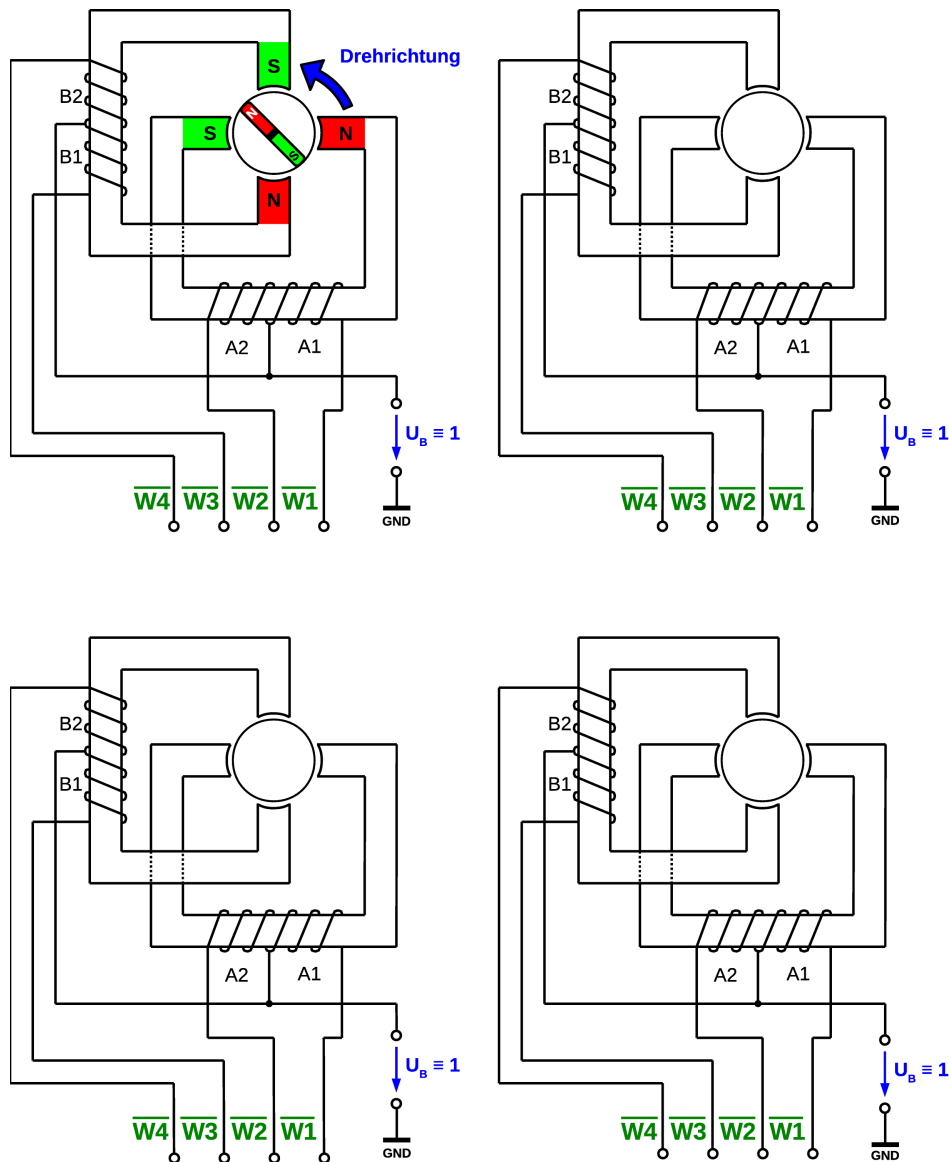 S
Drehrichtung
B2
N
S
S
N
B1
N
A2
A1
U_B ≡ 1
W4 W3 W2 W1
GND
B2
B1
A2
A1
U_B ≡ 1
W4 W3 W2 W1
GND
B2
B1
A2
A1
U_B ≡ 1
W4 W3 W2 W1
GND
B2
B1
A2
A1
U_B ≡ 1
W4 W3 W2 W1
GND